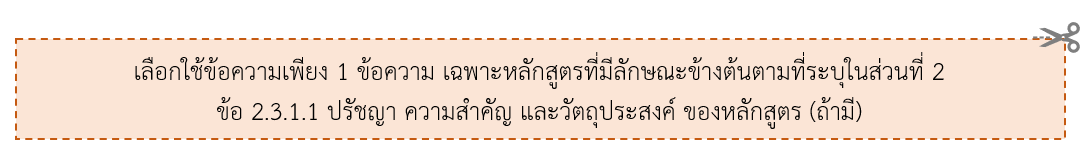 เลือกใช้ข้อความเพียง 1 ข้อความ เฉพาะหลักสูตรที่มีลักษณะข้างต้นตามที่ระบุในส่วนที่ 2
ข้อ 2.3.1.1 ปรัชญา ความสำคัญ และวัตถุประสงค์ ของหลักสูตร (ถ้ามี)